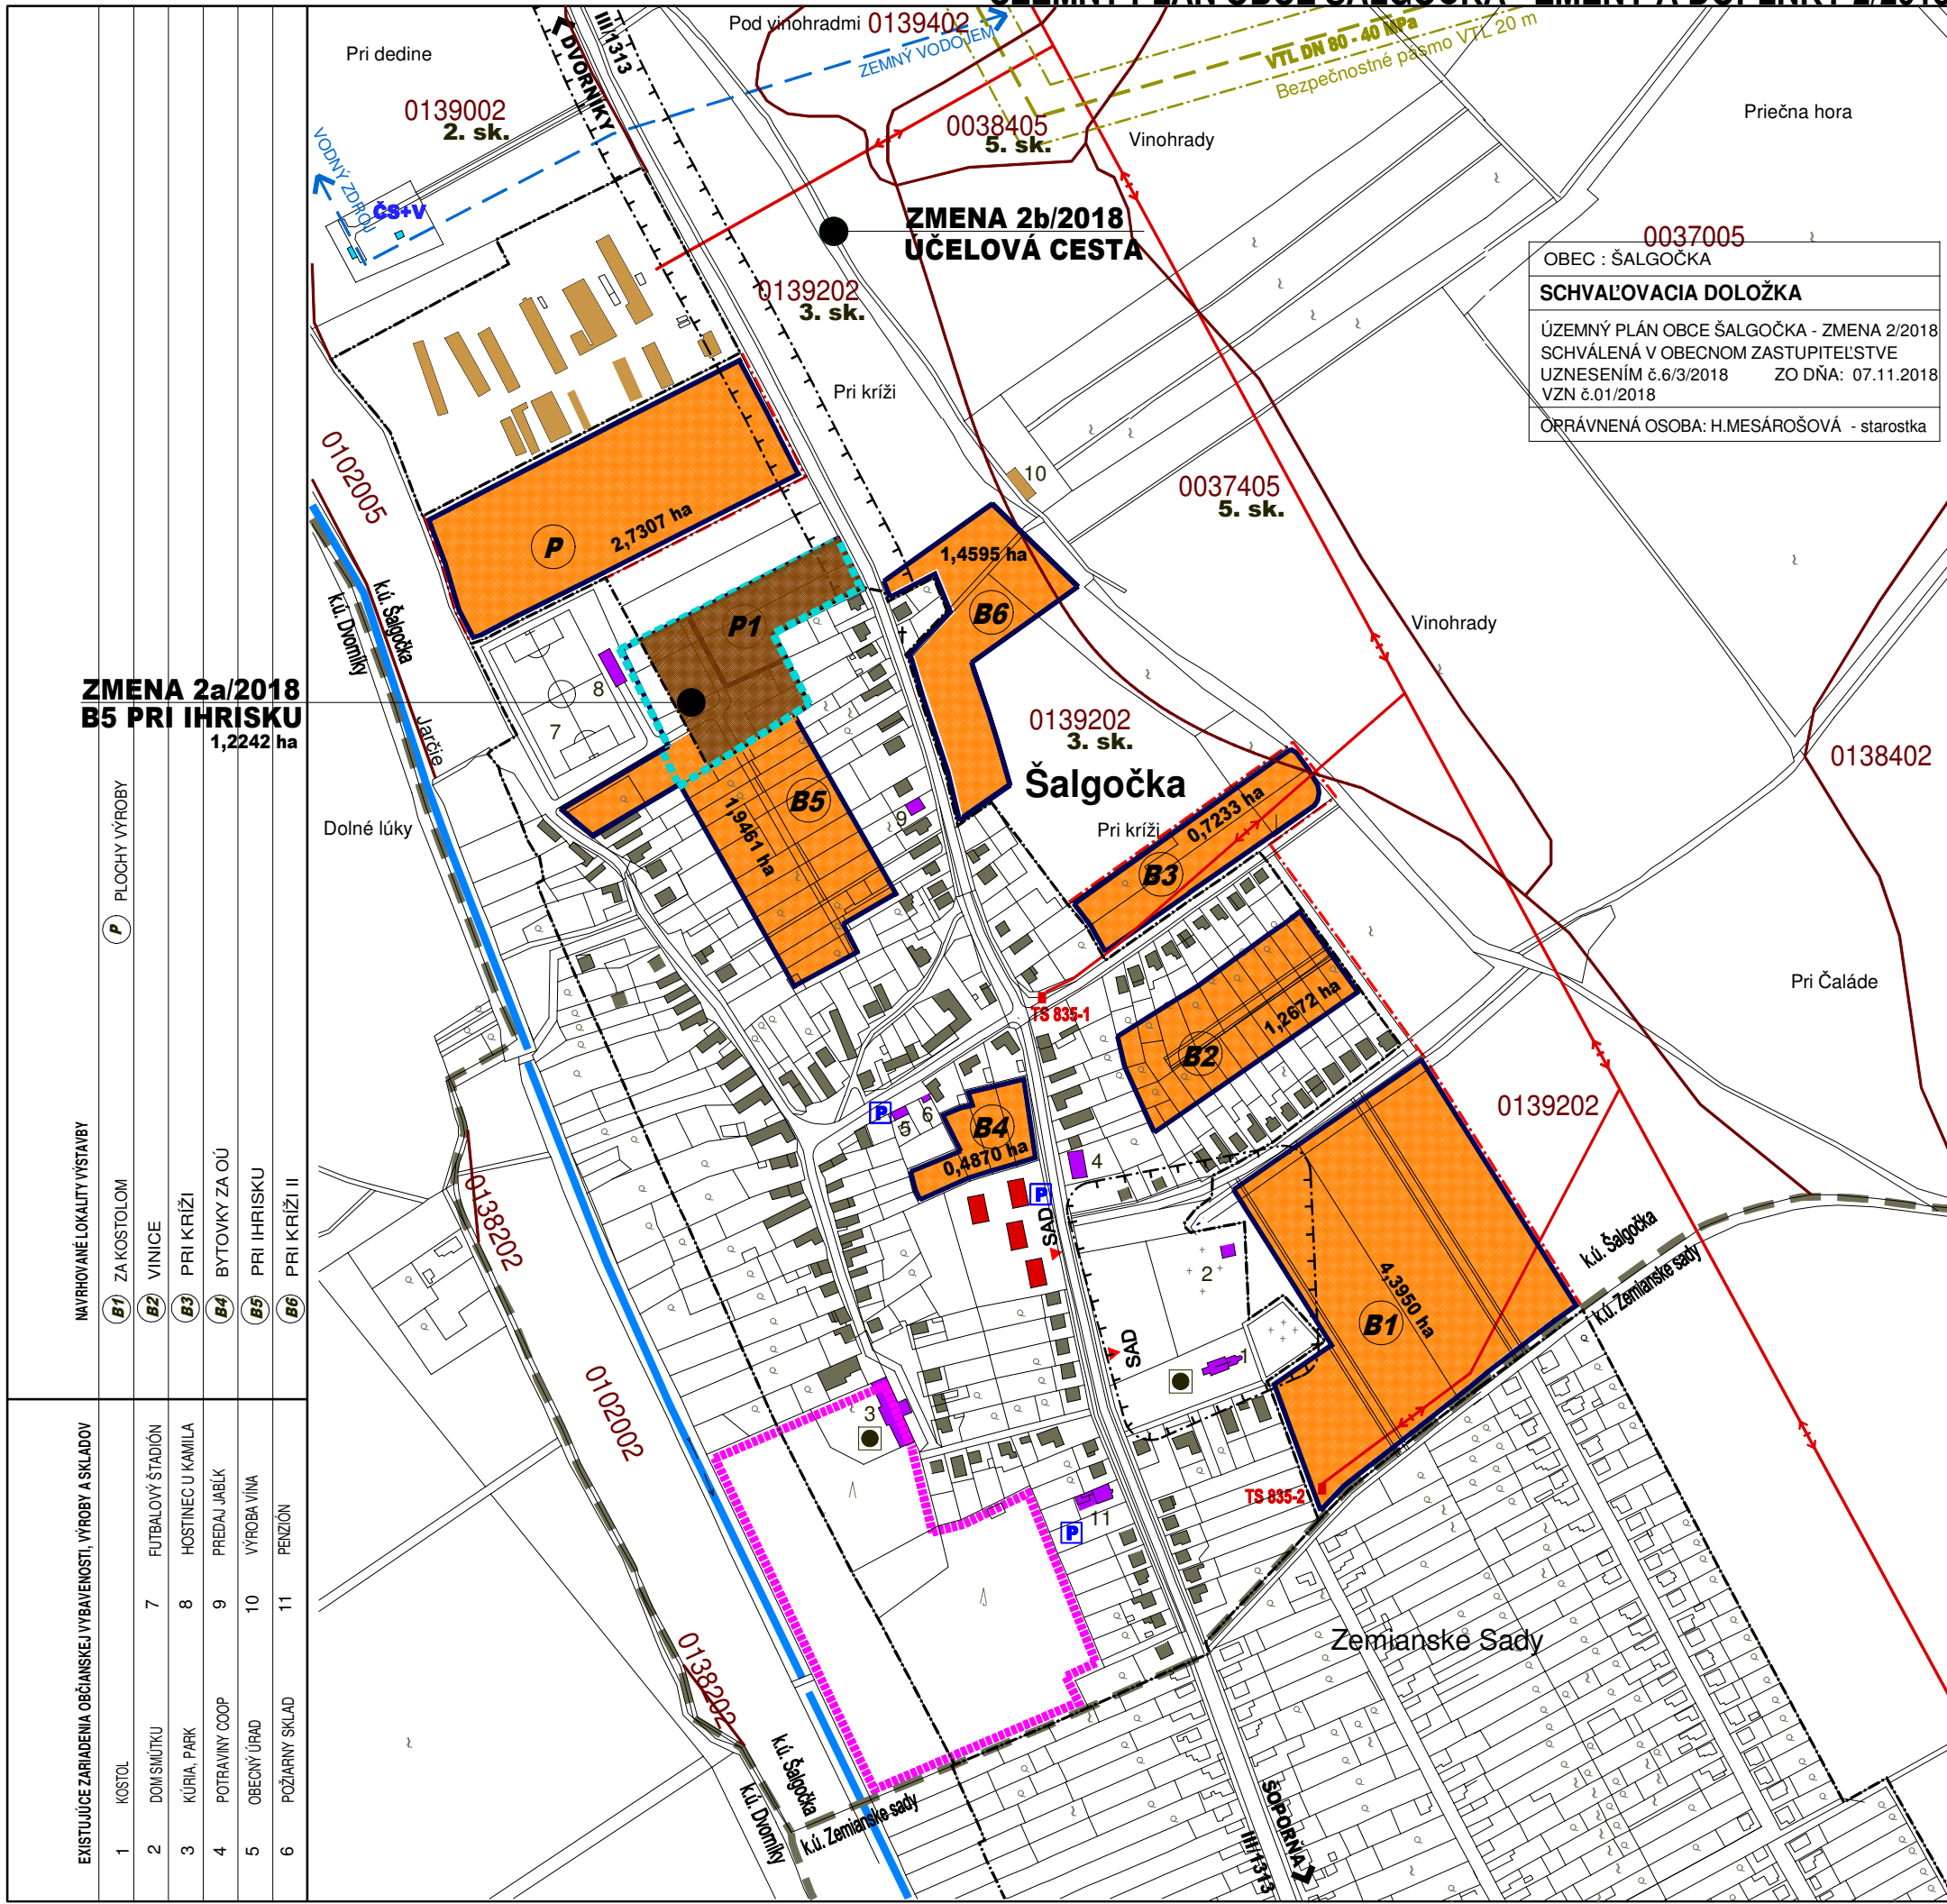 ÚZEMNÝ PLÁN OBCE ŠALGOČKA - ZMENY A DOPLNKY 2/2018
Pri dedine
0139002
2. sk.
DVORNÍKY
III/1313
Pod vinohradmi
0139402
ZEMNÝ VODOJEM
VTL DN 80 - 40 MPa
Bezpečnostné pásmo VTL 20 m
0038405
5. sk.
Vinohrady
Priečna hora
VODNÝ ZDROJ
ČS+V
ZMENA 2b/2018
ÚČELOVÁ CESTA
0037005
OBEC : ŠALGOČKA
SCHVAĽOVACIA DOLOŽKA
ÚZEMNÝ PLÁN OBCE ŠALGOČKA - ZMENA 2/2018
SCHVÁLENÁ V OBECNOM ZASTUPITEĽSTVE
UZNESENÍM č.6/3/2018 ZO DŇA: 07.11.2018
VZN č.01/2018
OPRÁVNENÁ OSOBA: H.MESÁROŠOVÁ - starostka
0139202
3. sk.
Pri kríži
0102005
10
0037405
5. sk.
P
2,7307 ha
1,4595 ha
B6
P1
k.ú. Šalgočka
k.ú. Dvorníky
Vinohrady
8
7
ZMENA 2a/2018
B5 PRI IHRISKU
1,2242 ha
Jarčie
0139202
3. sk.
Šalgočka
0138402
Dolné lúky
B5
1,9461 ha
9
Pri kríži
0,7233 ha
B3
Pri Čaláde
TS 835-1
1,2672 ha
B2
P
5
6
B4
0,4870 ha
0139202
4
P
SAD
2
0138202
k.ú. Šalgočka
k.ú. Zemianske sady
4,3950 ha
B1
SAD
1
0102002
3
TS 835-2
11
P
Zemianske Sady
0138202
k.ú. Šalgočka
k.ú. Dvorníky
k.ú. Zemianske sady
ŠOPORŇA
III/1313
NAVRHOVANÉ LOKALITY VÝSTAVBY
B1 ZA KOSTOLOM
B2 VINICE
B3 PRI KRÍŽI
B4 BYTOVKY ZA OÚ
B5 PRI IHRISKU
B6 PRI KRÍŽI II
P PLOCHY VÝROBY
EXISTUJÚCE ZARIADENIA OBČIANSKEJ VYBAVENOSTI, VÝROBY A SKLADOV
1 KOSTOL
2 DOM SMÚTKU
3 KÚRIA, PARK
4 POTRAVINY COOP
5 OBECNÝ ÚRAD
6 POŽIARNY SKLAD
7 FUTBALOVÝ ŠTADIÓN
8 HOSTINEC U KAMILA
9 PREDAJ JABĹK
10 VÝROBA VÍNA
11 PENZIÓN